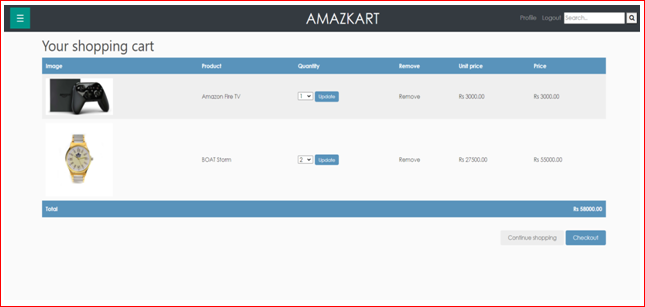 ☰ AMAZKART Profile Logout Search...
Your shopping cart
Image Product Quantity Remove Unit price Price
Amazon Fire TV 1 Update Remove Rs 3000.00 Rs 3000.00
BOAT Storm 2 Update Remove Rs 27500.00 Rs 55000.00
Total Rs 58000.00
Continue shopping Checkout